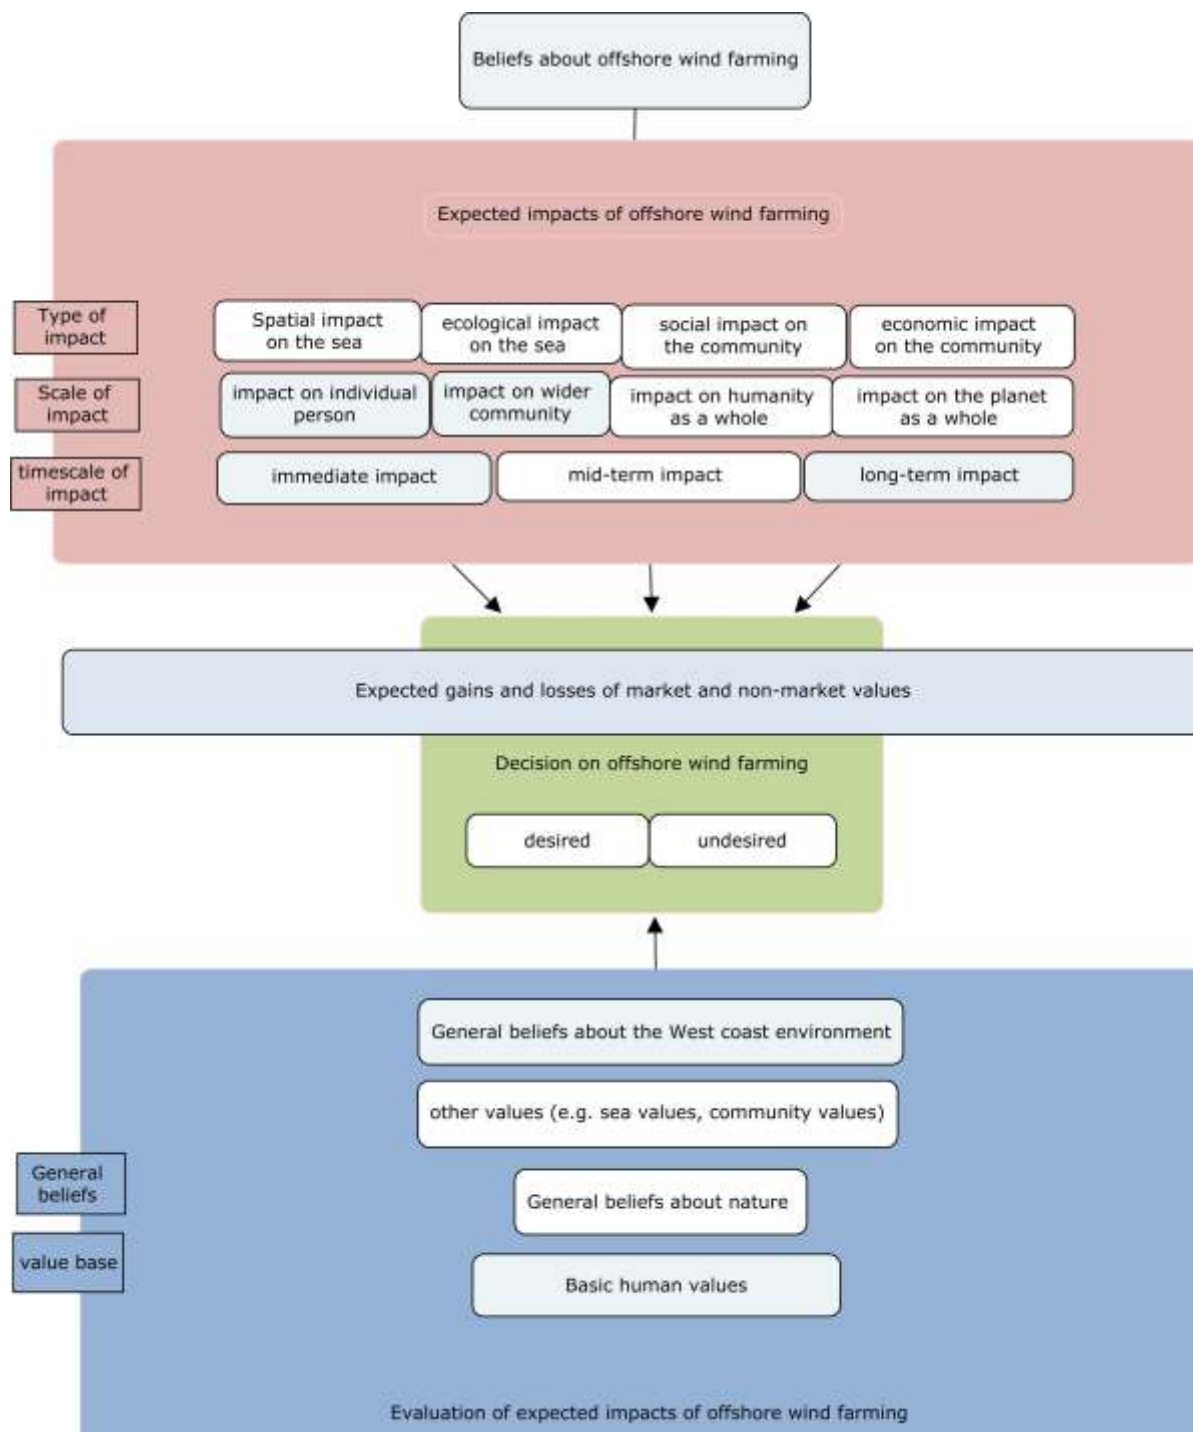 Beliefs about offshore wind farming
Expected impacts of offshore wind farming
Type of
impact
Spatial impact
on the sea
ecological impact
on the sea
social impact on
the community
economic impact
on the community
Scale of
impact
impact on individual
person
impact on wider
community
impact on humanity
as a whole
impact on the planet
as a whole
timescale of
impact
immediate impact
mid-term impact
long-term impact
Expected gains and losses of market and non-market values
Decision on offshore wind farming
desired
undesired
General beliefs about the West coast environment
other values (e.g. sea values, community values)
General
beliefs
General beliefs about nature
value base
Basic human values
Evaluation of expected impacts of offshore wind farming